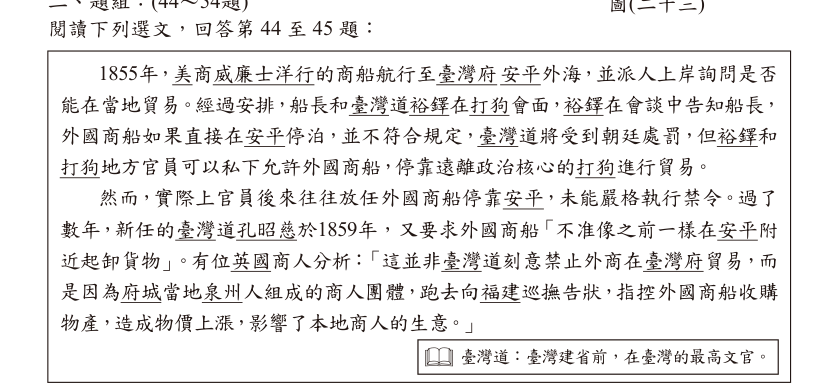 二、題組：(44～54題)
圖(二十三)
閱讀下列選文，回答第 44 至 45 題：
1855年，美商威廉士洋行的商船航行至臺灣府安平外海，並派人上岸詢問是否
能在當地貿易。經過安排，船長和臺灣道裕鐸在打狗會面，裕鐸在會談中告知船長，
外國商船如果直接在安平停泊，並不符合規定，臺灣道將受到朝廷處罰，但裕鐸和
打狗地方官員可以私下允許外國商船，停靠遠離政治核心的打狗進行貿易。
然而，實際上官員後來往往放任外國商船停靠安平，未能嚴格執行禁令。過了
數年，新任的臺灣道孔昭慈於1859年，又要求外國商船「不准像之前一樣在安平附
近起卸貨物」。有位英國商人分析：「這並非臺灣道刻意禁止外商在臺灣府貿易，而
是因為府城當地泉州人組成的商人團體，跑去向福建巡撫告狀，指控外國商船收購
物產，造成物價上漲，影響了本地商人的生意。」
臺灣道：臺灣建省前，在臺灣的最高文官。